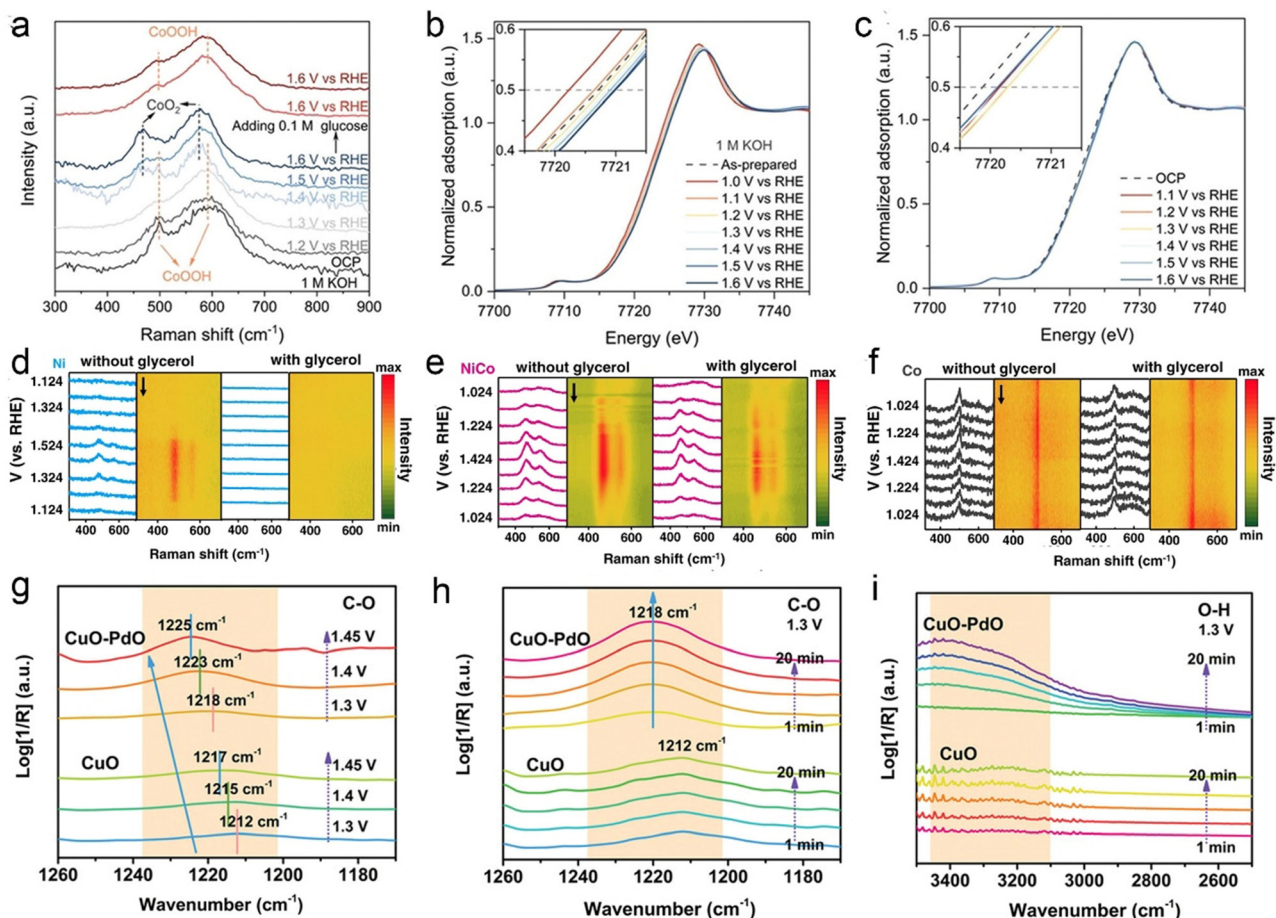 a
CoOOH
1.6 V vs RHE
1.6 V vs RHE
CoO2
Adding 0.1 M glucose
1.6 V vs RHE
1.5 V vs RHE
1.4 V vs RHE
1.3 V vs RHE
1.2 V vs RHE
OCP
CoOOH
1 M KOH
Intensity (a.u.)
300 400 500 600 700 800 900
Raman shift (cm-1)
b
0.6
0.5
0.4
7720 7721
1 M KOH
As-prepared
1.0 V vs RHE
1.1 V vs RHE
1.2 V vs RHE
1.3 V vs RHE
1.4 V vs RHE
1.5 V vs RHE
1.6 V vs RHE
Normalized adsorption (a.u.)
1.5
1.0
0.5
0.0
7700 7710 7720 7730 7740
Energy (eV)
c
0.6
0.5
0.4
7720 7721
OCP
1.1 V vs RHE
1.2 V vs RHE
1.3 V vs RHE
1.4 V vs RHE
1.5 V vs RHE
1.6 V vs RHE
Normalized adsorption (a.u.)
1.5
1.0
0.5
0.0
7700 7710 7720 7730 7740
Energy (eV)
d
Ni
without glycerol with glycerol
V (vs. RHE)
1.124
1.324
1.524
1.324
1.124
400 600 400 600 400 600 400 600
Raman shift (cm-1)
max
Intensity
min
e
NiCo
without glycerol with glycerol
V (vs. RHE)
1.024
1.224
1.424
1.224
1.024
400 600 400 600 400 600 400 600
Raman shift (cm-1)
max
Intensity
min
f
Co
without glycerol with glycerol
V (vs. RHE)
1.024
1.224
1.424
1.224
1.024
400 600 400 600 400 600 400 600
Raman shift (cm-1)
max
Intensity
min
g
C-O
1225 cm-1
CuO-PdO
1.45 V
1223 cm-1
1.4 V
1218 cm-1
1.3 V
1217 cm-1
CuO
1.45 V
1215 cm-1
1.4 V
1212 cm-1
1.3 V
Log[1/R] (a.u.)
1260 1240 1220 1200 1180
Wavenumber (cm-1)
h
C-O
1218 cm-1
1.3 V
CuO-PdO
20 min
1 min
1212 cm-1
CuO
20 min
1 min
Log[1/R] (a.u.)
1260 1240 1220 1200 1180
Wavenumber (cm-1)
i
O-H
CuO-PdO
1.3 V
20 min
1 min
CuO
20 min
1 min
Log[1/R] (a.u.)
3400 3200 3000 2800 2600
Wavenumber (cm-1)